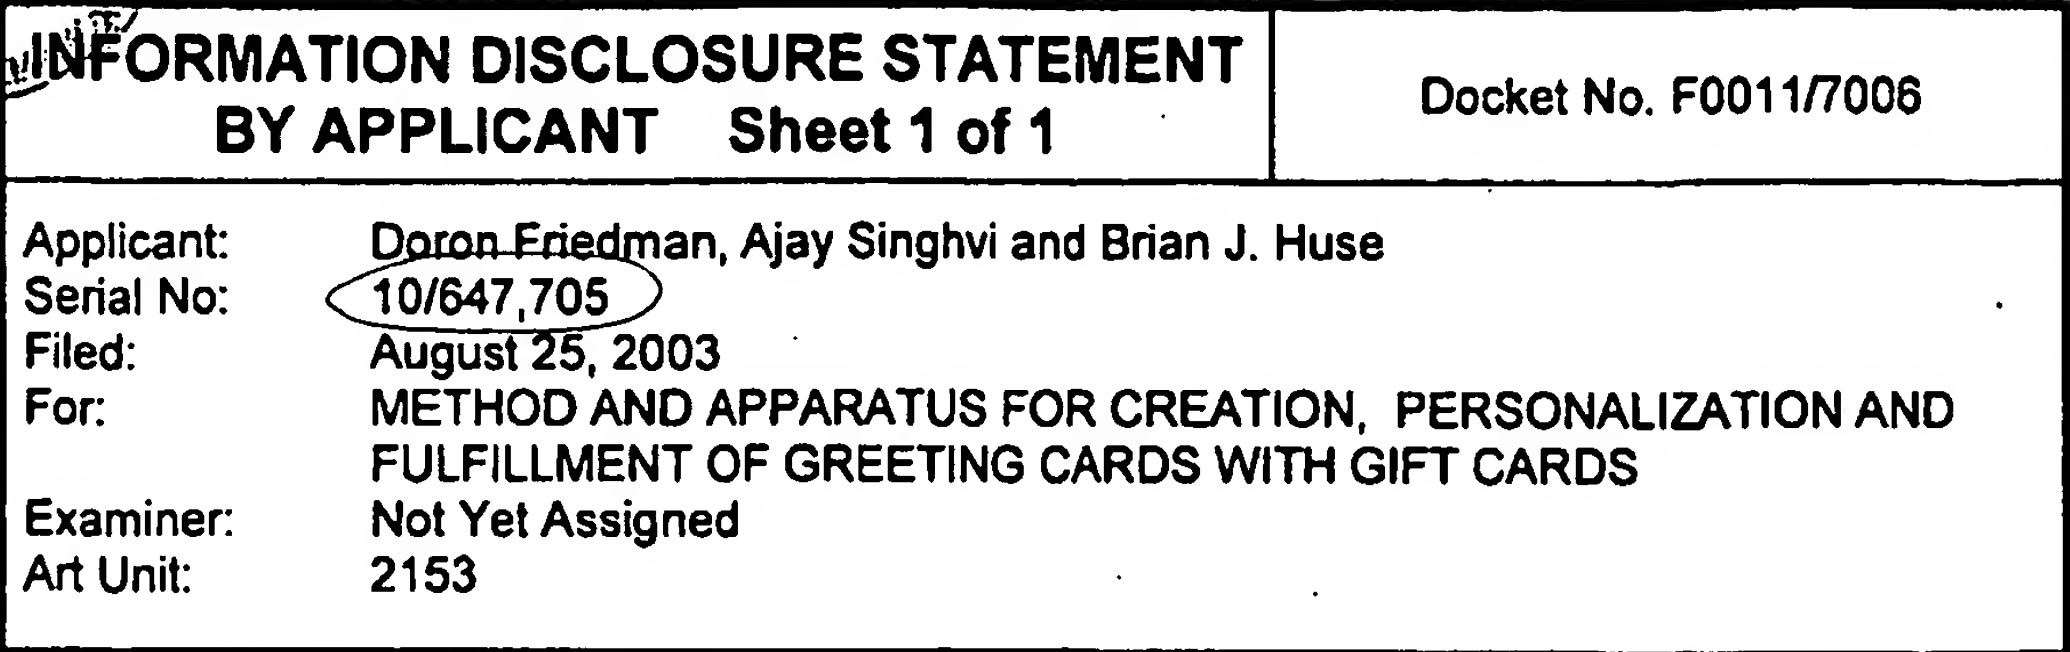 INFORMATION DISCLOSURE STATEMENT
BY APPLICANT Sheet 1 of 1
Docket No. F0011/7006
Applicant: Doron Friedman, Ajay Singhvi and Brian J. Huse
Serial No: 10/647,705
Filed: August 25, 2003
For: METHOD AND APPARATUS FOR CREATION, PERSONALIZATION AND
FULFILLMENT OF GREETING CARDS WITH GIFT CARDS
Examiner: Not Yet Assigned
Art Unit: 2153